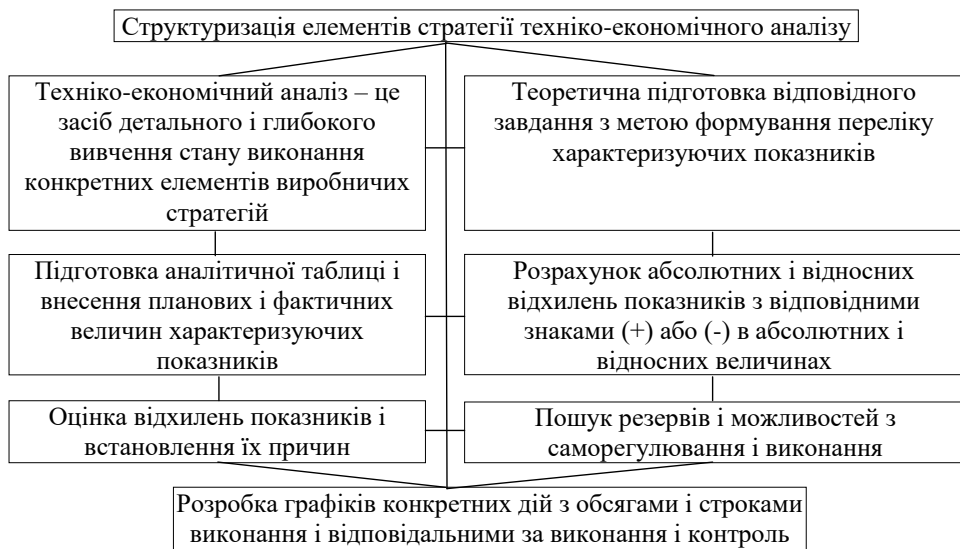 Структуризація елементів стратегії техніко-економічного аналізу
Техніко-економічний аналіз – це
засіб детального і глибокого
вивчення стану виконання
конкретних елементів виробничих
стратегій
Теоретична підготовка відповідного
завдання з метою формування переліку
характеризуючих показників
Підготовка аналітичної таблиці і
внесення планових і фактичних
величин характеризуючих
показників
Розрахунок абсолютних і відносних
відхилень показників з відповідними
знаками (+) або (-) в абсолютних і
відносних величинах
Оцінка відхилень показників і
встановлення їх причин
Пошук резервів і можливостей з
саморегулювання і виконання
Розробка графіків конкретних дій з обсягами і строками
виконання і відповідальними за виконання і контроль